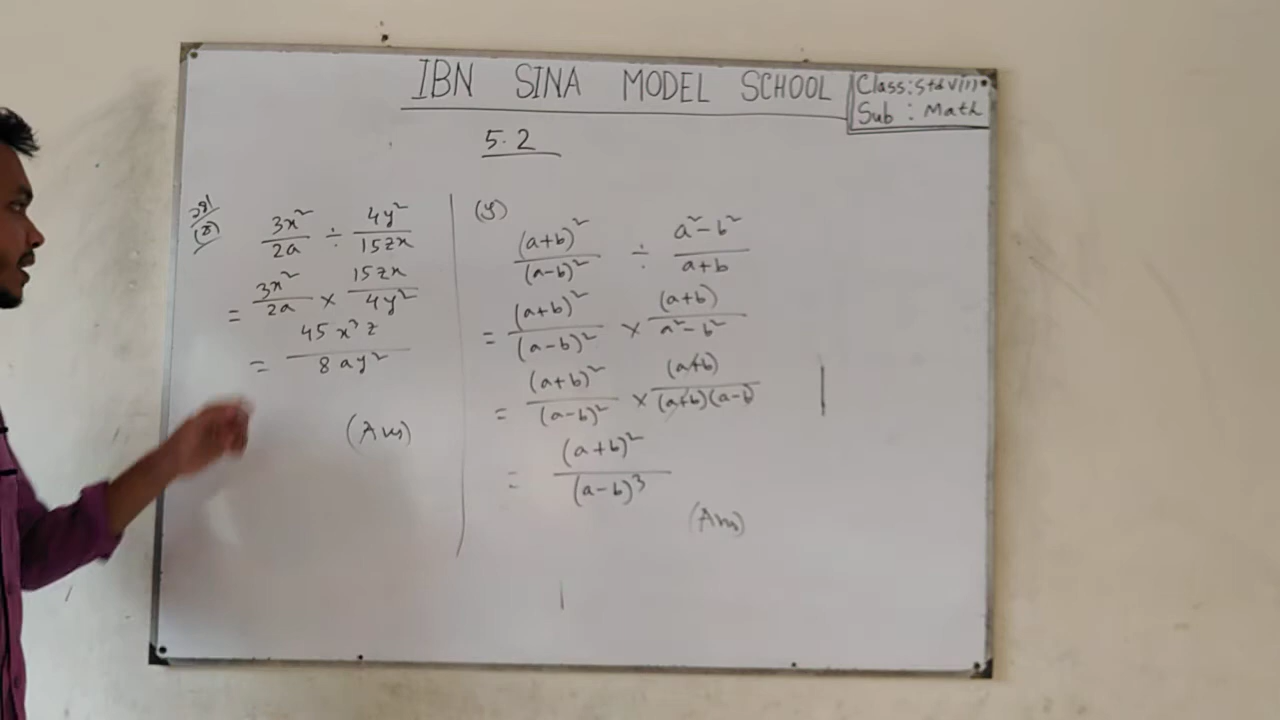 IBN SINA MODEL SCHOOL
Class: Std VIII
Sub : Math
5.2
3x²/2a ÷ 4y²/15zx
= 3x²/2a × 15zx/4y²
= 45x³z/8ay²
(Ans)
(a+b)²/(a-b)² ÷ a²-b²/a+b
= (a+b)²/(a-b)² × (a+b)/a²-b²
= (a+b)²/(a-b)² × (a+b)/(a+b)(a-b)
= (a+b)²/(a-b)³
(Ans)